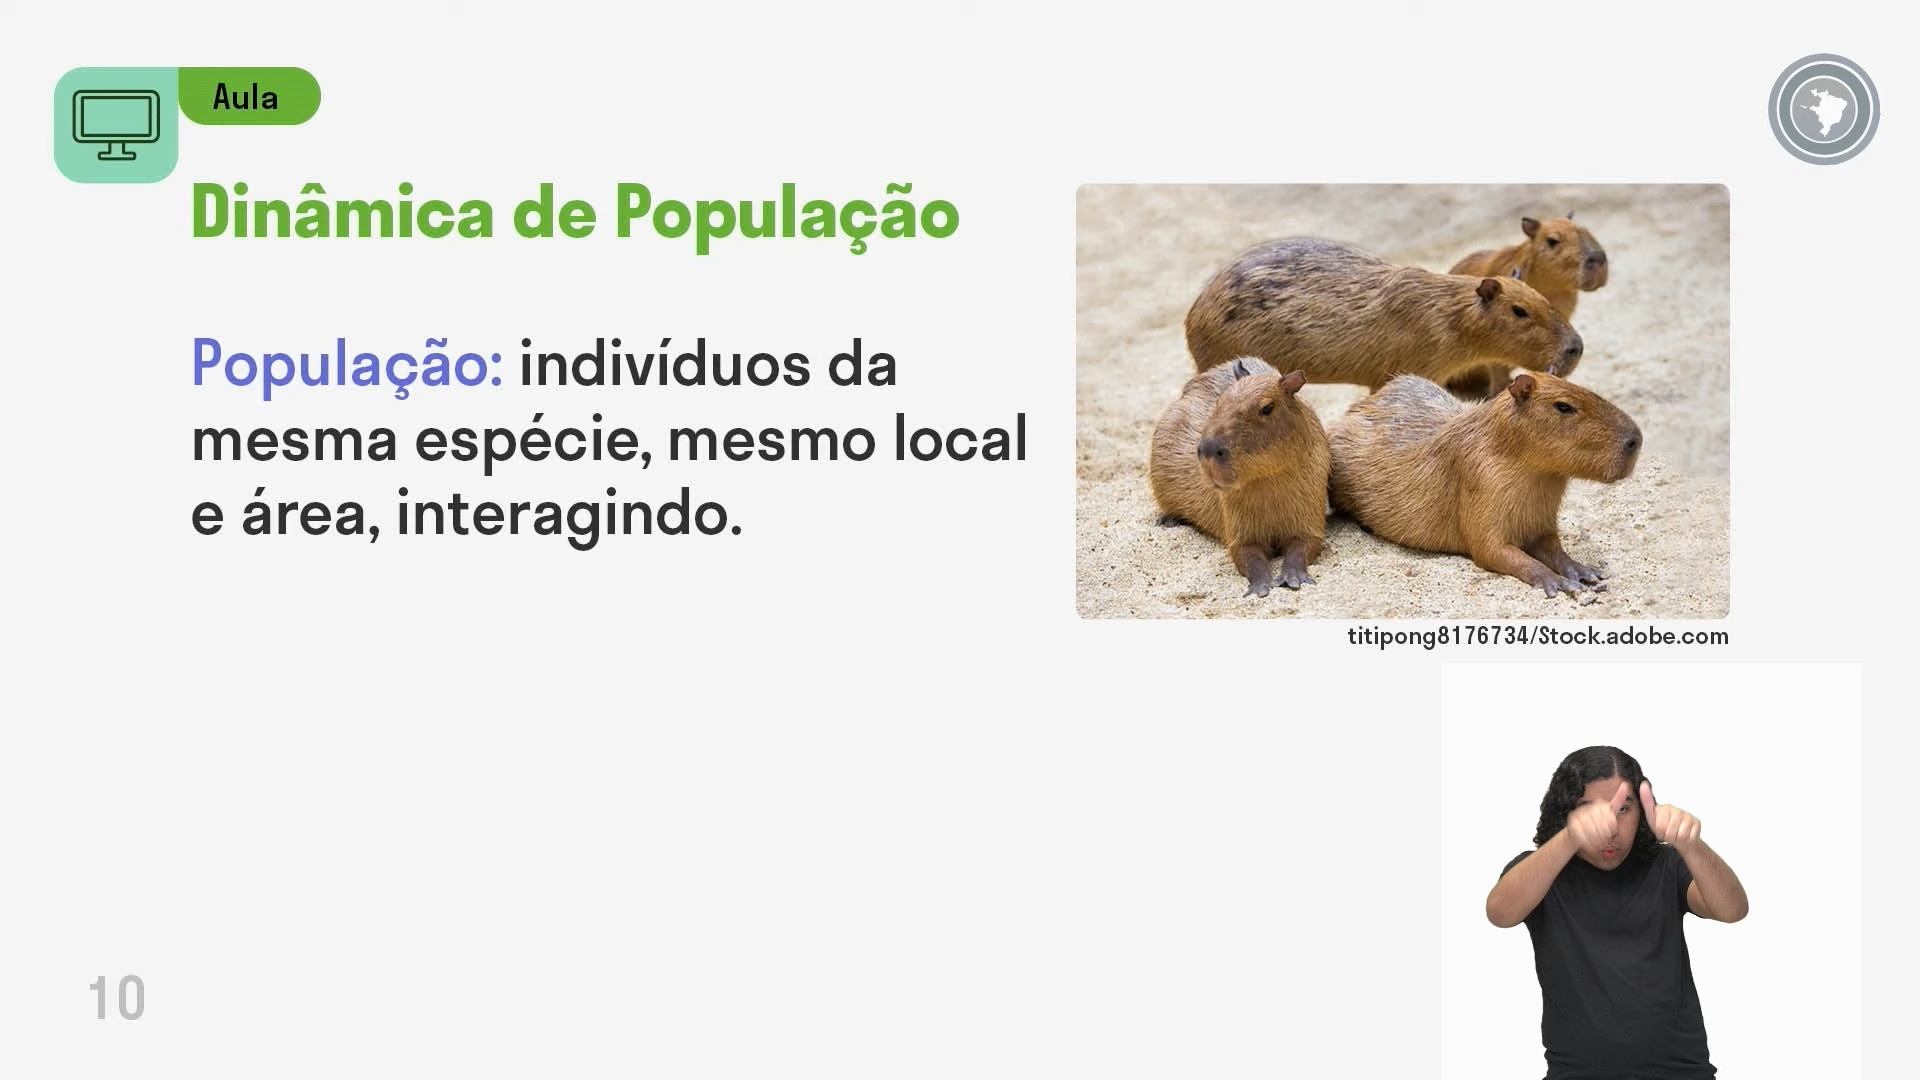 Aula
Dinâmica de População
População: indivíduos da
mesma espécie, mesmo local
e área, interagindo.
titipong8176734/Stock.adobe.com
10